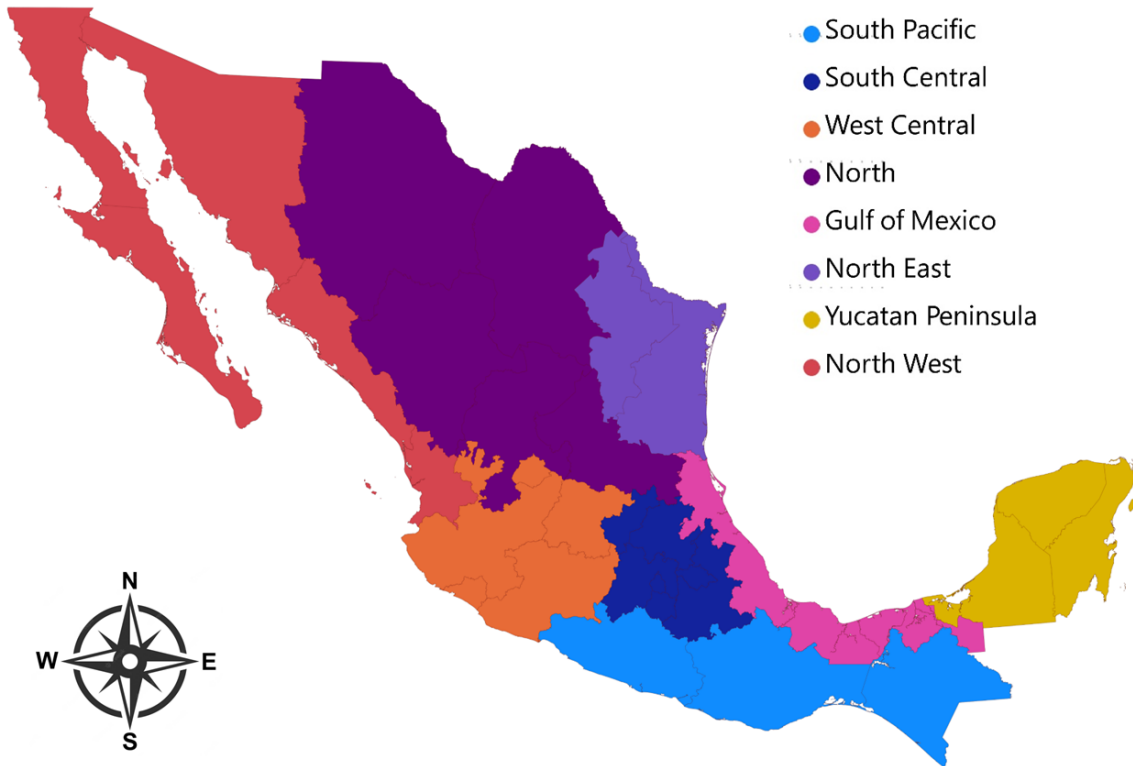 South Pacific
South Central
West Central
North
Gulf of Mexico
North East
Yucatan Peninsula
North West
N
W E
S